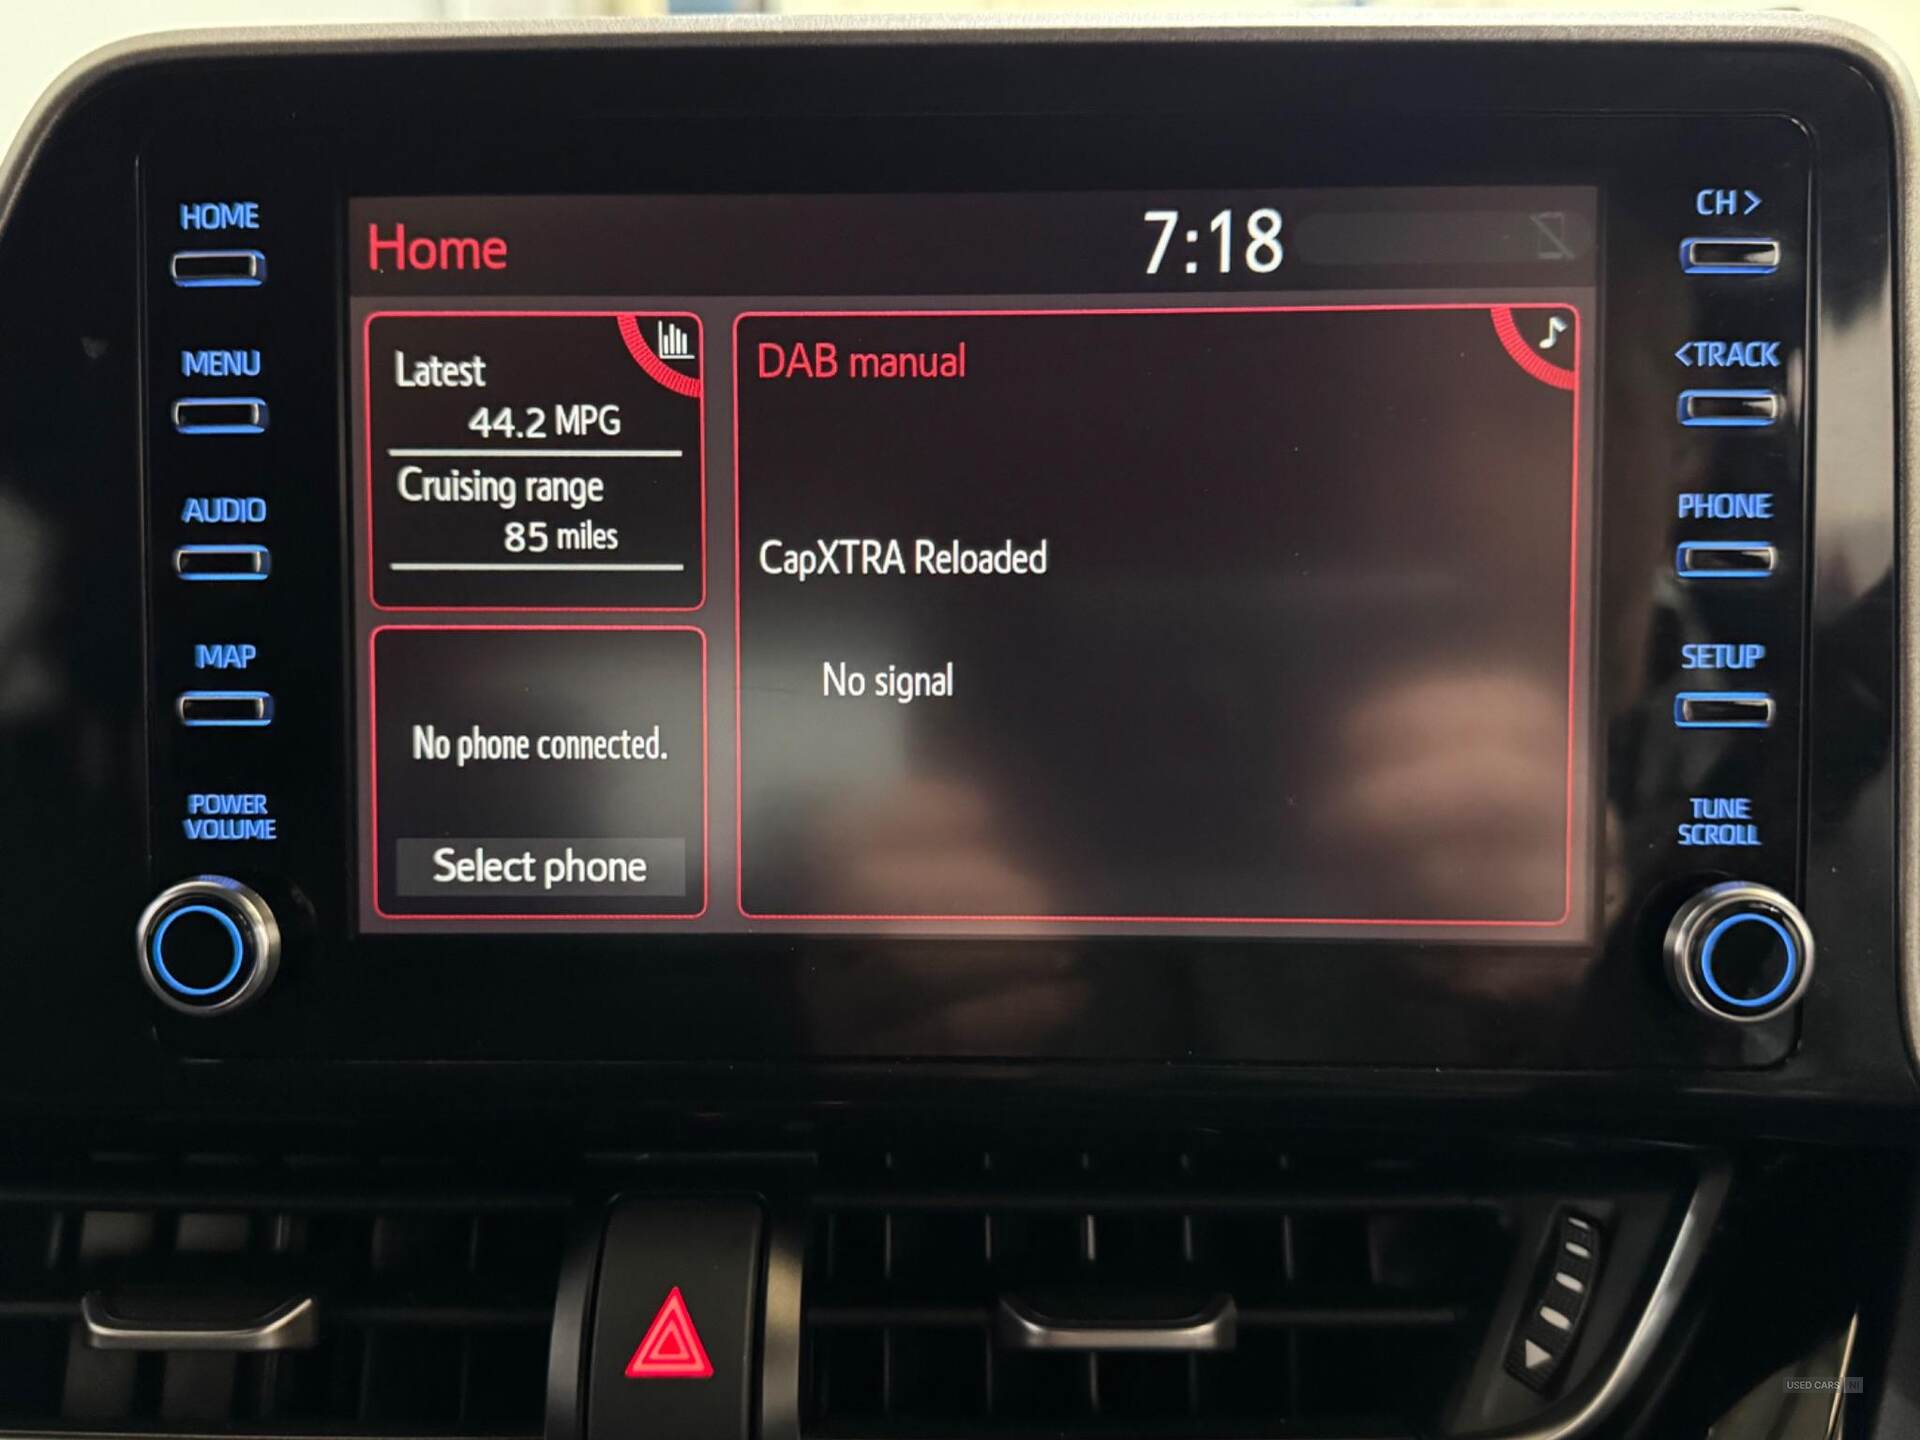 HOME
MENU
AUDIO
MAP
POWER
VOLUME
Home
7:18
Latest
44.2 MPG
Cruising range
85 miles
No phone connected.
Select phone
DAB manual
CapXTRA Reloaded
No signal
CH >
<TRACK
PHONE
SETUP
TUNE
SCROLL
USED CARS NI